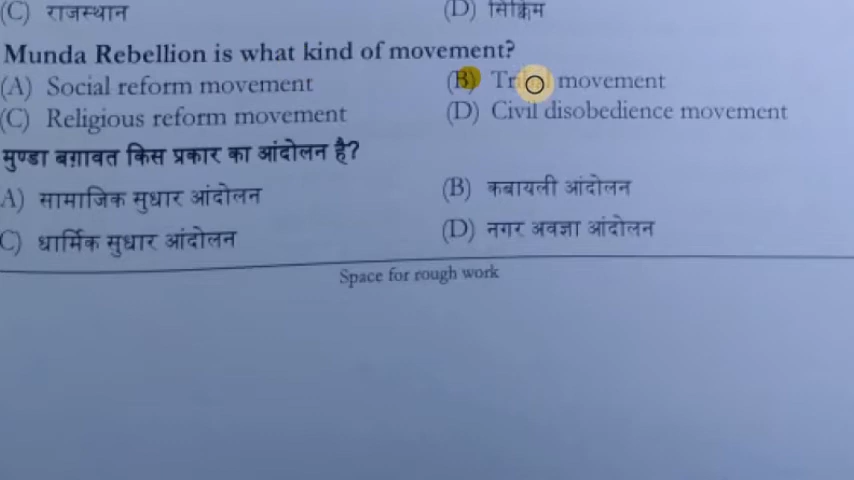 (C) राजस्थान (D) सिक्किम
Munda Rebellion is what kind of movement?
(A) Social reform movement (B) Tribal movement
(C) Religious reform movement (D) Civil disobedience movement
मुण्डा बग़ावत किस प्रकार का आंदोलन है?
A) सामाजिक सुधार आंदोलन (B) कबायली आंदोलन
C) धार्मिक सुधार आंदोलन (D) नगर अवज्ञा आंदोलन
Space for rough work